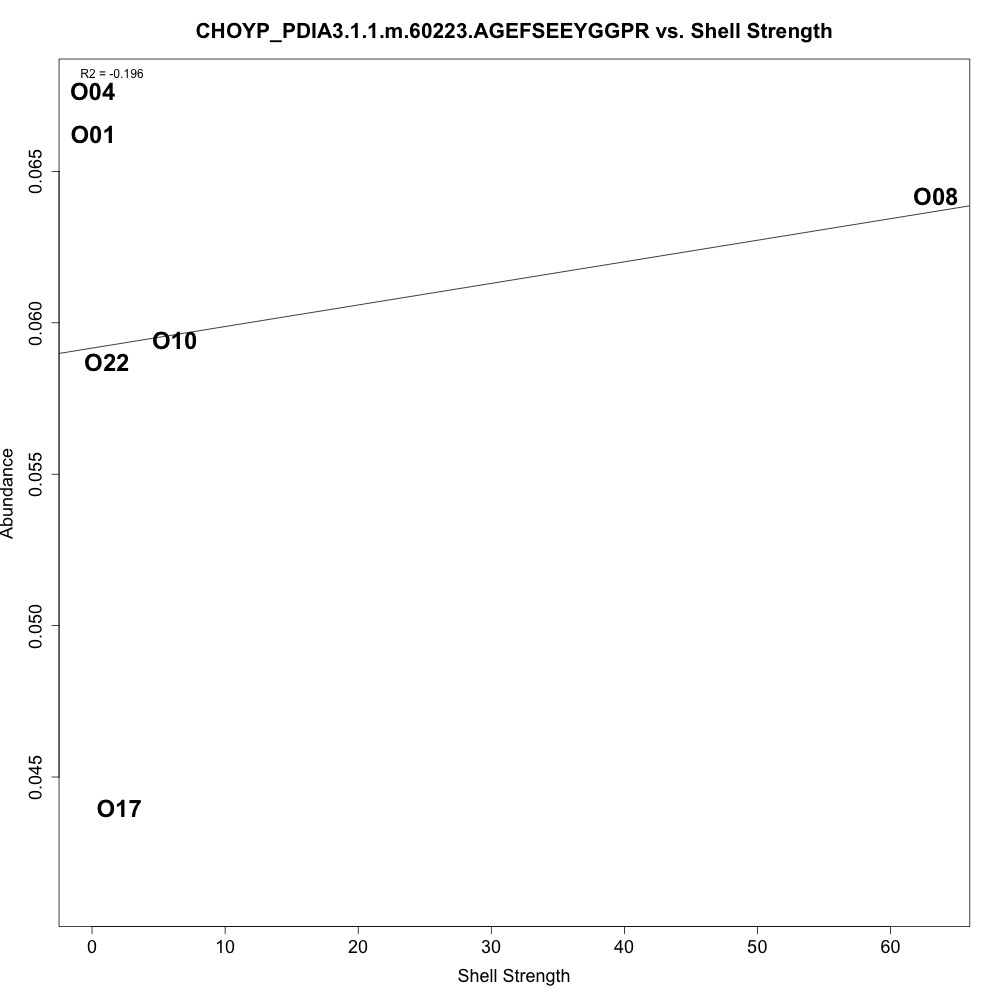 CHOYP_PDIA3.1.1.m.60223.AGEFSEEYGGPR vs. Shell Strength
R2 = -0.196
O04
O01
0.065
O08
0.060
O10
O22
0.055
Abundance
0.050
0.045
O17
0 10 20 30 40 50 60
Shell Strength